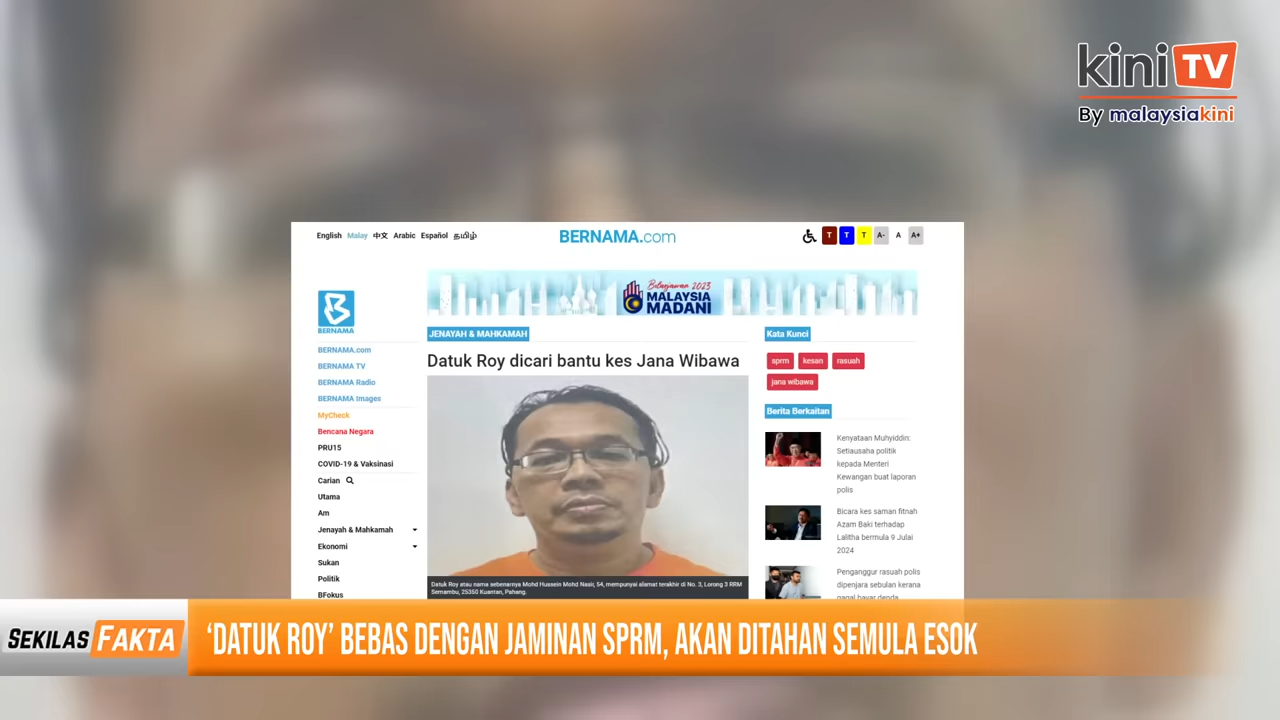 kini TV
By malaysiakini
English Malay 中文 Arabic Español தமிழ்
BERNAMA.com
T T T A- A A+
Belanjawan 2023
MALAYSIA
MADANI
BERNAMA
BERNAMA.com
BERNAMA TV
BERNAMA Radio
BERNAMA Images
MyCheck
Bencana Negara
PRU15
COVID-19 & Vaksinasi
Carian
Utama
Am
Jenayah & Mahkamah
Ekonomi
Sukan
Politik
BFokus
JENAYAH & MAHKAMAH
Datuk Roy dicari bantu kes Jana Wibawa
Datuk Roy atau nama sebenarnya Mohd Hussein Mohd Nasir, 54, mempunyai alamat terakhir di No. 3, Lorong 3 RRM
Semambu, 25350 Kuantan, Pahang.
Kata Kunci
sprm kesan rasuah
jana wibawa
Berita Berkaitan
Kenyataan Muhyiddin:
Setiausaha politik
kepada Menteri
Kewangan buat laporan
polis
Bicara kes saman fitnah
Azam Baki terhadap
Lalitha bermula 9 Julai
2024
Penganggur rasuah polis
dipenjara sebulan kerana
gagal bayar denda
SEKILAS FAKTA
‘DATUK ROY’ BEBAS DENGAN JAMINAN SPRM, AKAN DITAHAN SEMULA ESOK